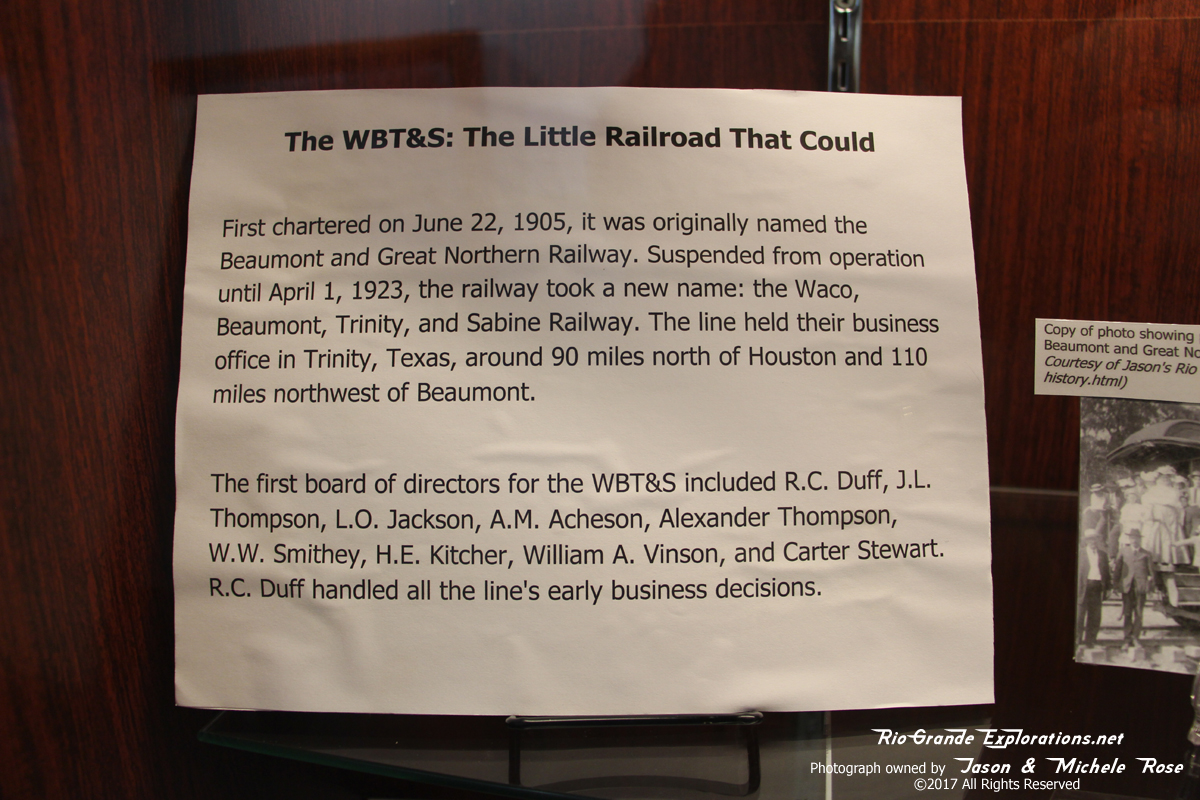 The WBT&S: The Little Railroad That Could
First chartered on June 22, 1905, it was originally named the
Beaumont and Great Northern Railway. Suspended from operation
until April 1, 1923, the railway took a new name: the Waco,
Beaumont, Trinity, and Sabine Railway. The line held their business
office in Trinity, Texas, around 90 miles north of Houston and 110
miles northwest of Beaumont.
The first board of directors for the WBT&S included R.C. Duff, J.L.
Thompson, L.O. Jackson, A.M. Acheson, Alexander Thompson,
W.W. Smithey, H.E. Kitcher, William A. Vinson, and Carter Stewart.
R.C. Duff handled all the line's early business decisions.
Copy of photo showing
Beaumont and Great No
Courtesy of Jason's Rio
history.html)
Rio Grande Explorations.net
Photograph owned by Jason & Michele Rose
©2017 All Rights Reserved